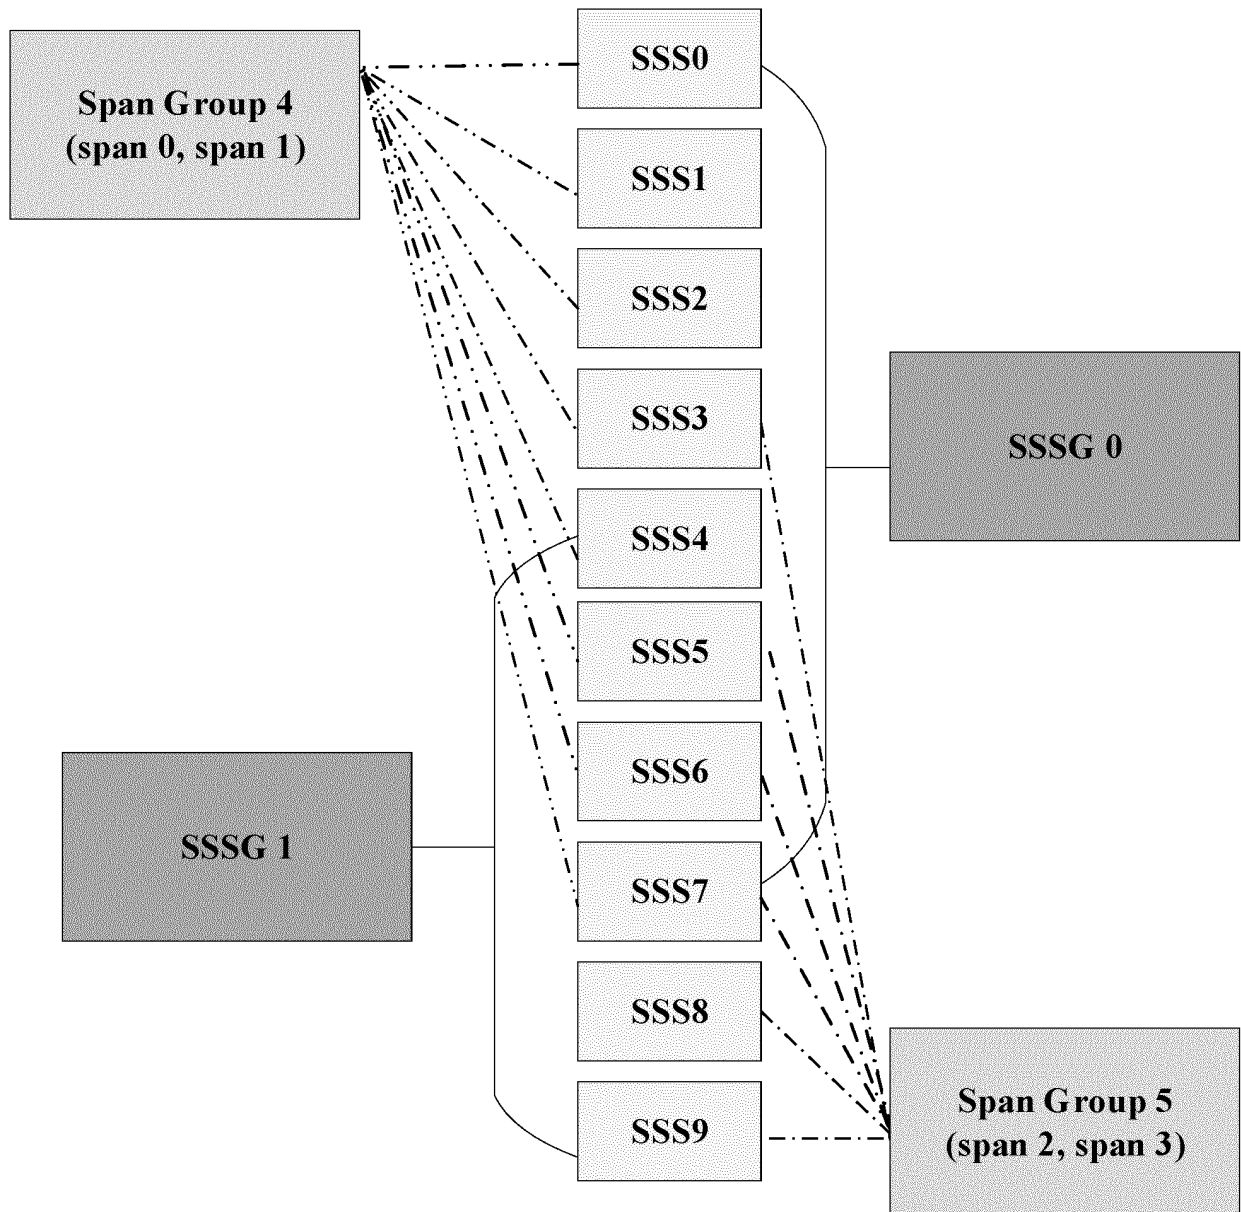 Span Group 4
(span 0, span 1)
SSS0
SSS1
SSS2
SSS3
SSSG 0
SSS4
SSS5
SSS6
SSSG 1
SSS7
SSS8
SSS9
Span Group 5
(span 2, span 3)